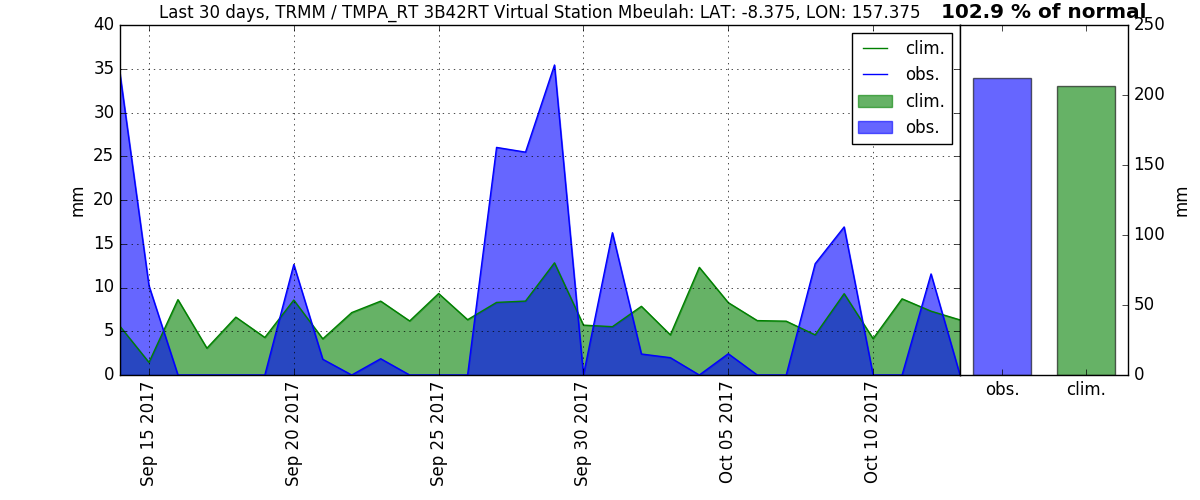 Last 30 days, TRMM / TMPA_RT 3B42RT Virtual Station Mbeulah: LAT: -8.375, LON: 157.375
102.9 % of normal
40
35
30
25
20
15
10
5
0
mm
clim.
obs.
clim.
obs.
250
200
150
100
50
0
mm
obs.
clim.
Sep 15 2017
Sep 20 2017
Sep 25 2017
Sep 30 2017
Oct 05 2017
Oct 10 2017